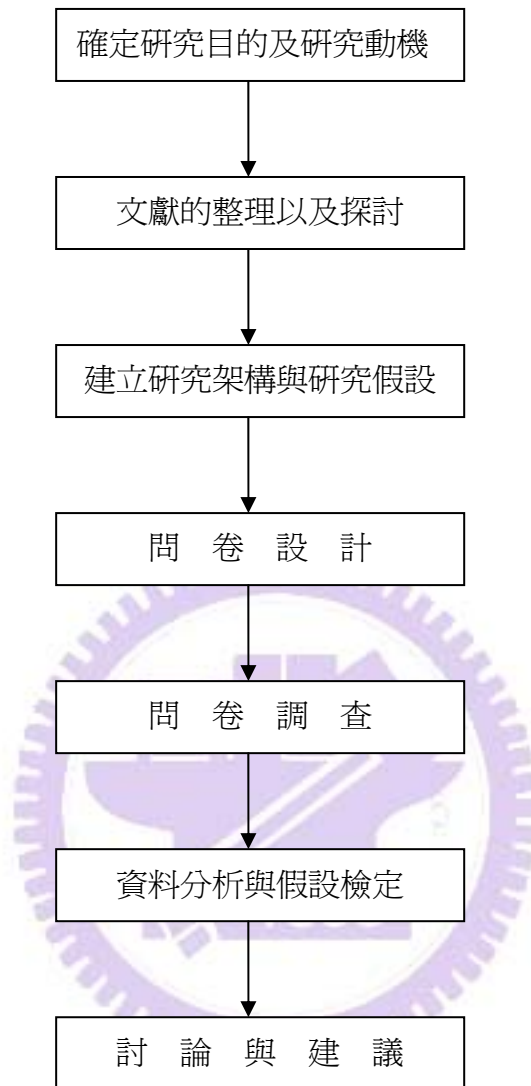 確定研究目的及研究動機
文獻的整理以及探討
建立研究架構與研究假設
問 卷 設 計
問 卷 調 查
資料分析與假設檢定
討 論 與 建 議